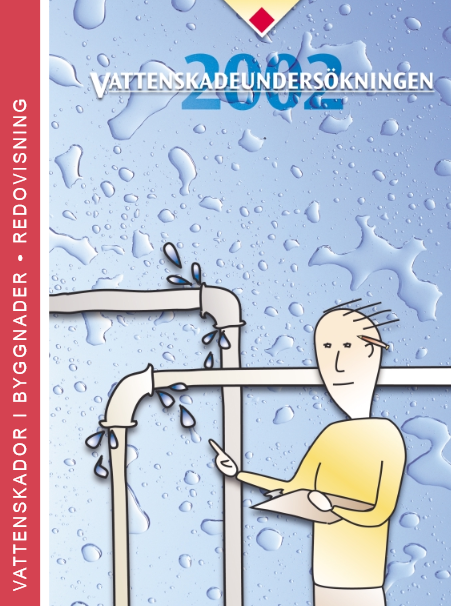 2002
VATTENSKADEUNDERSÖKNINGEN
VATTENSKADOR I BYGGNADER • REDOVISNING